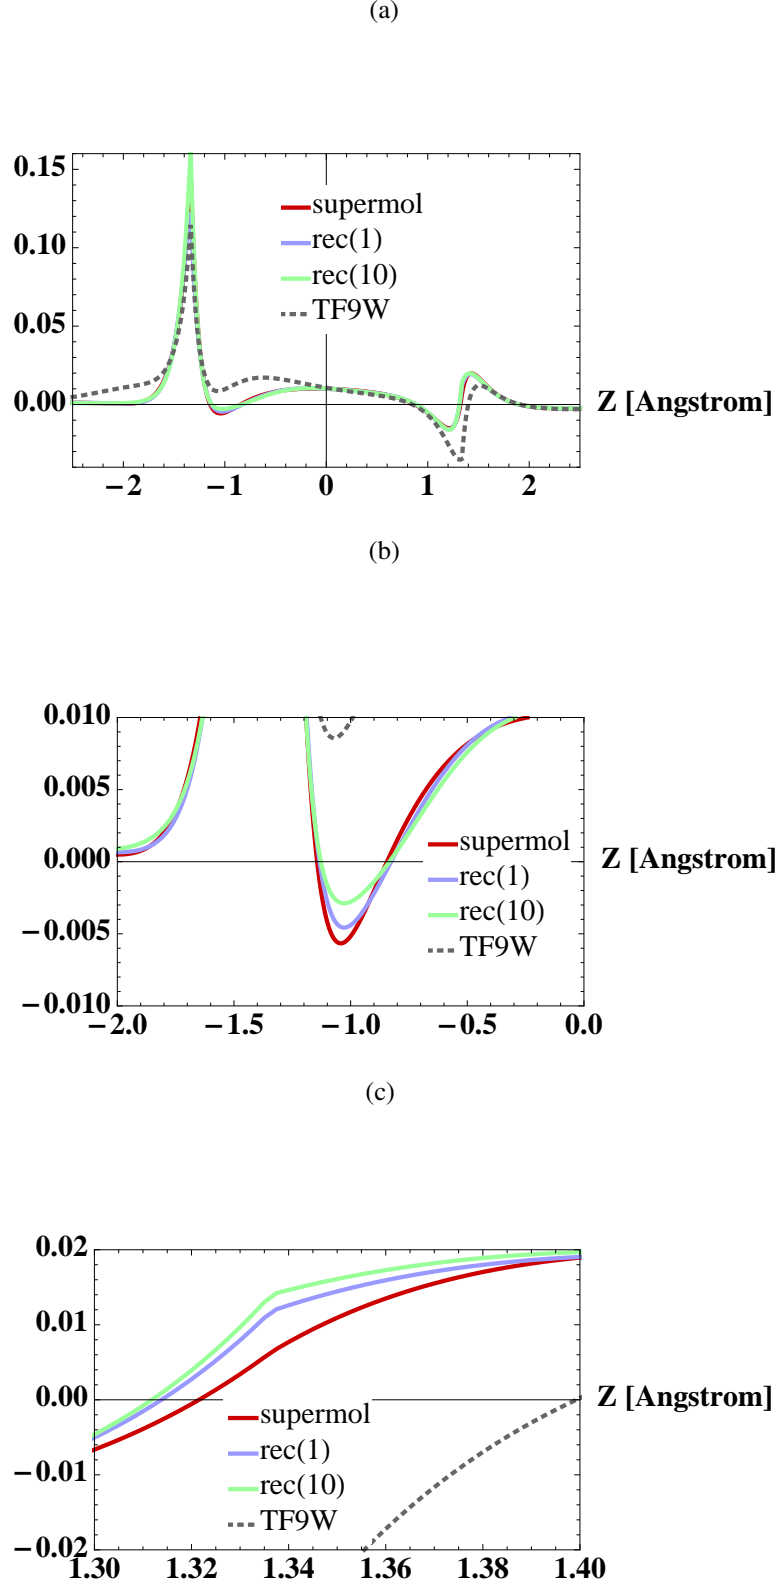 (a)
0.15
0.10
0.05
0.00
supermol
rec(1)
rec(10)
TF9W
Z [Angstrom]
−2 −1 0 1 2
(b)
0.010
0.005
0.000
−0.005
−0.010
supermol
rec(1)
rec(10)
TF9W
Z [Angstrom]
−2.0 −1.5 −1.0 −0.5 0.0
(c)
0.02
0.01
0.00
−0.01
−0.02
supermol
rec(1)
rec(10)
TF9W
Z [Angstrom]
1.30 1.32 1.34 1.36 1.38 1.40